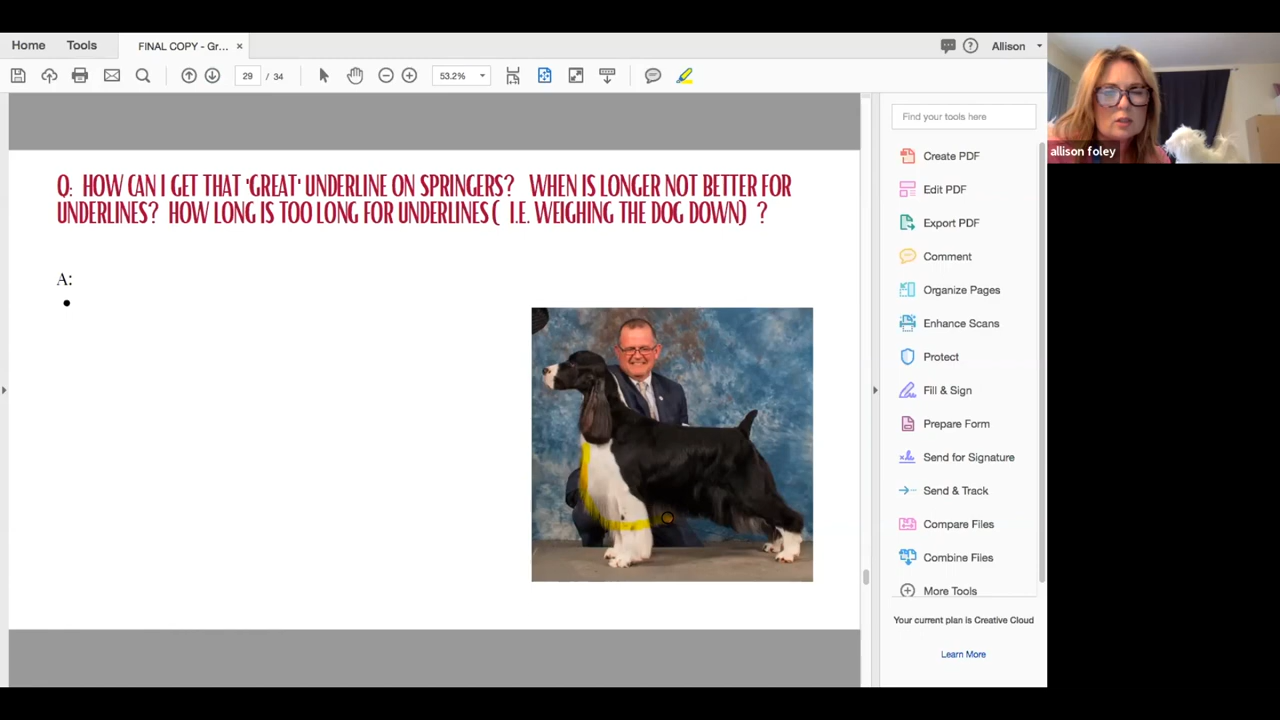 Home
Tools
FINAL COPY - Gr...
×
Allison
29 / 34
53.2%
Find your tools here
allison foley
Create PDF
Edit PDF
Export PDF
Comment
Organize Pages
Enhance Scans
Protect
Fill & Sign
Prepare Form
Send for Signature
Send & Track
Compare Files
Combine Files
More Tools
Your current plan is Creative Cloud
Learn More
Q: HOW CAN I GET THAT 'GREAT' UNDERLINE ON SPRINGERS? WHEN IS LONGER NOT BETTER FOR
UNDERLINES? HOW LONG IS TOO LONG FOR UNDERLINES ( I.E. WEIGHING THE DOG DOWN) ?
A:
•